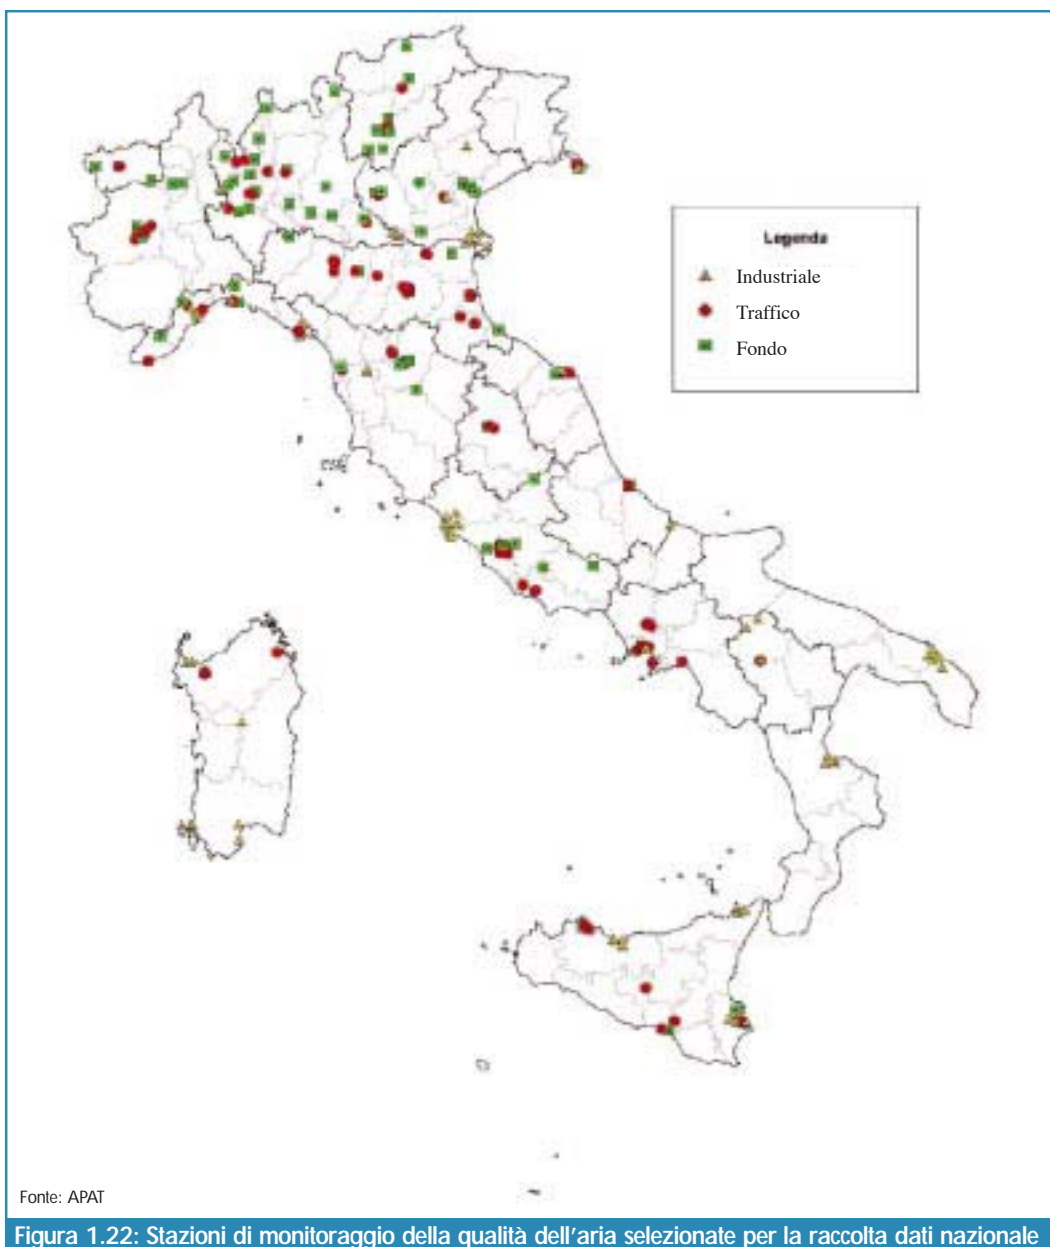 Legenda
Industriale
Traffico
Fondo
Fonte: APAT
Figura 1.22: Stazioni di monitoraggio della qualità dell'aria selezionate per la raccolta dati nazionale